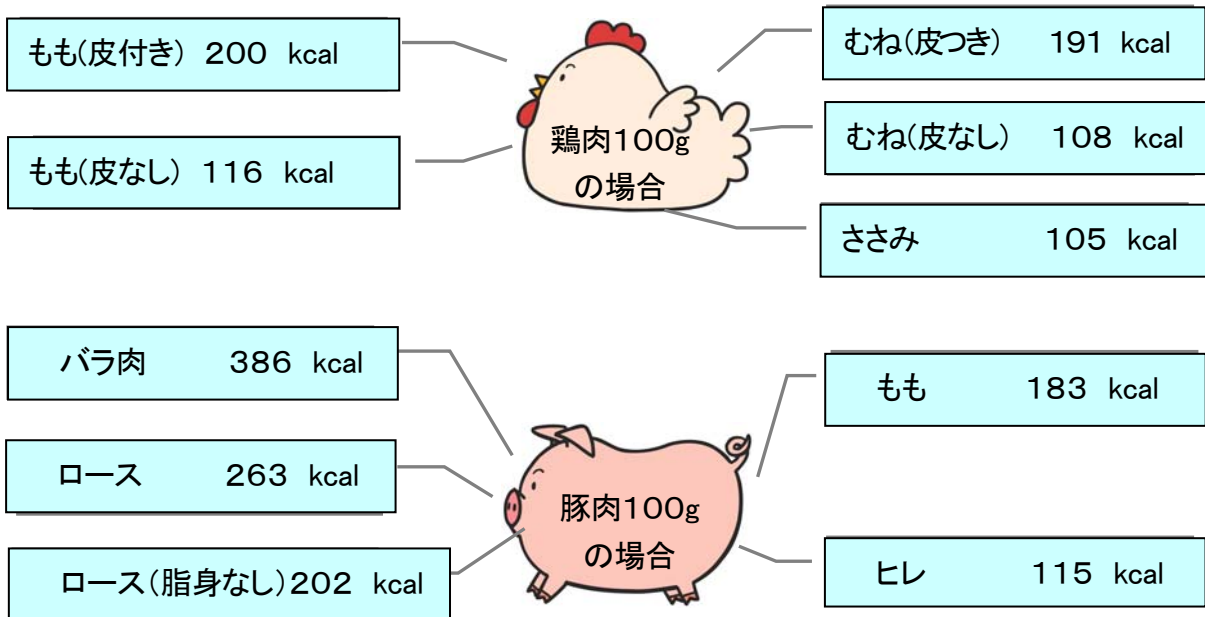 もも(皮付き) 200 kcal
もも(皮なし) 116 kcal
鶏肉100g
の場合
むね(皮つき) 191 kcal
むね(皮なし) 108 kcal
ささみ 105 kcal
バラ肉 386 kcal
ロース 263 kcal
ロース(脂身なし)202 kcal
豚肉100g
の場合
もも 183 kcal
ヒレ 115 kcal